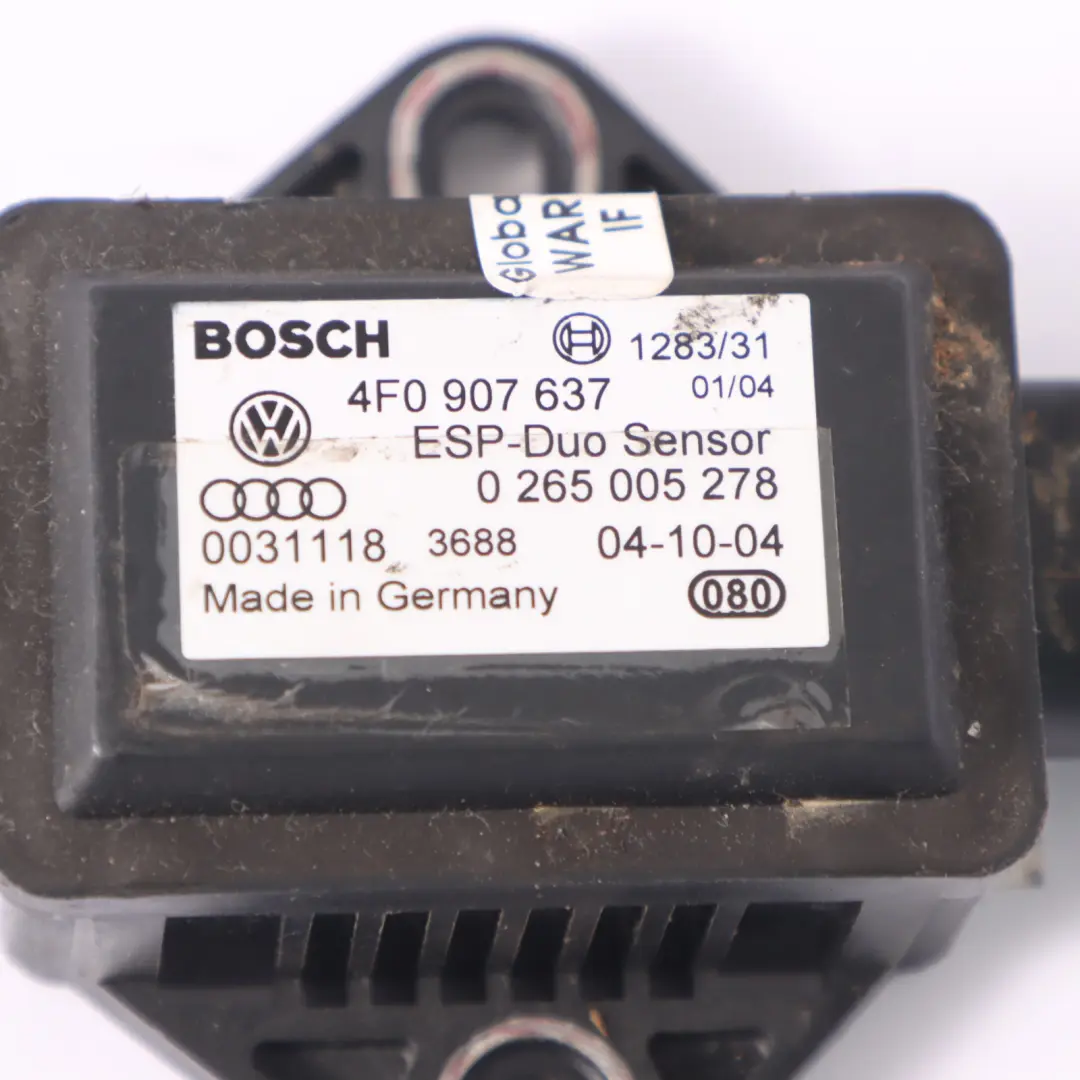 Globa
WAR
IF
BOSCH
1283/31
4F0 907 637
01/04
ESP-Duo Sensor
0 265 005 278
0031118 3688 04-10-04
Made in Germany
080